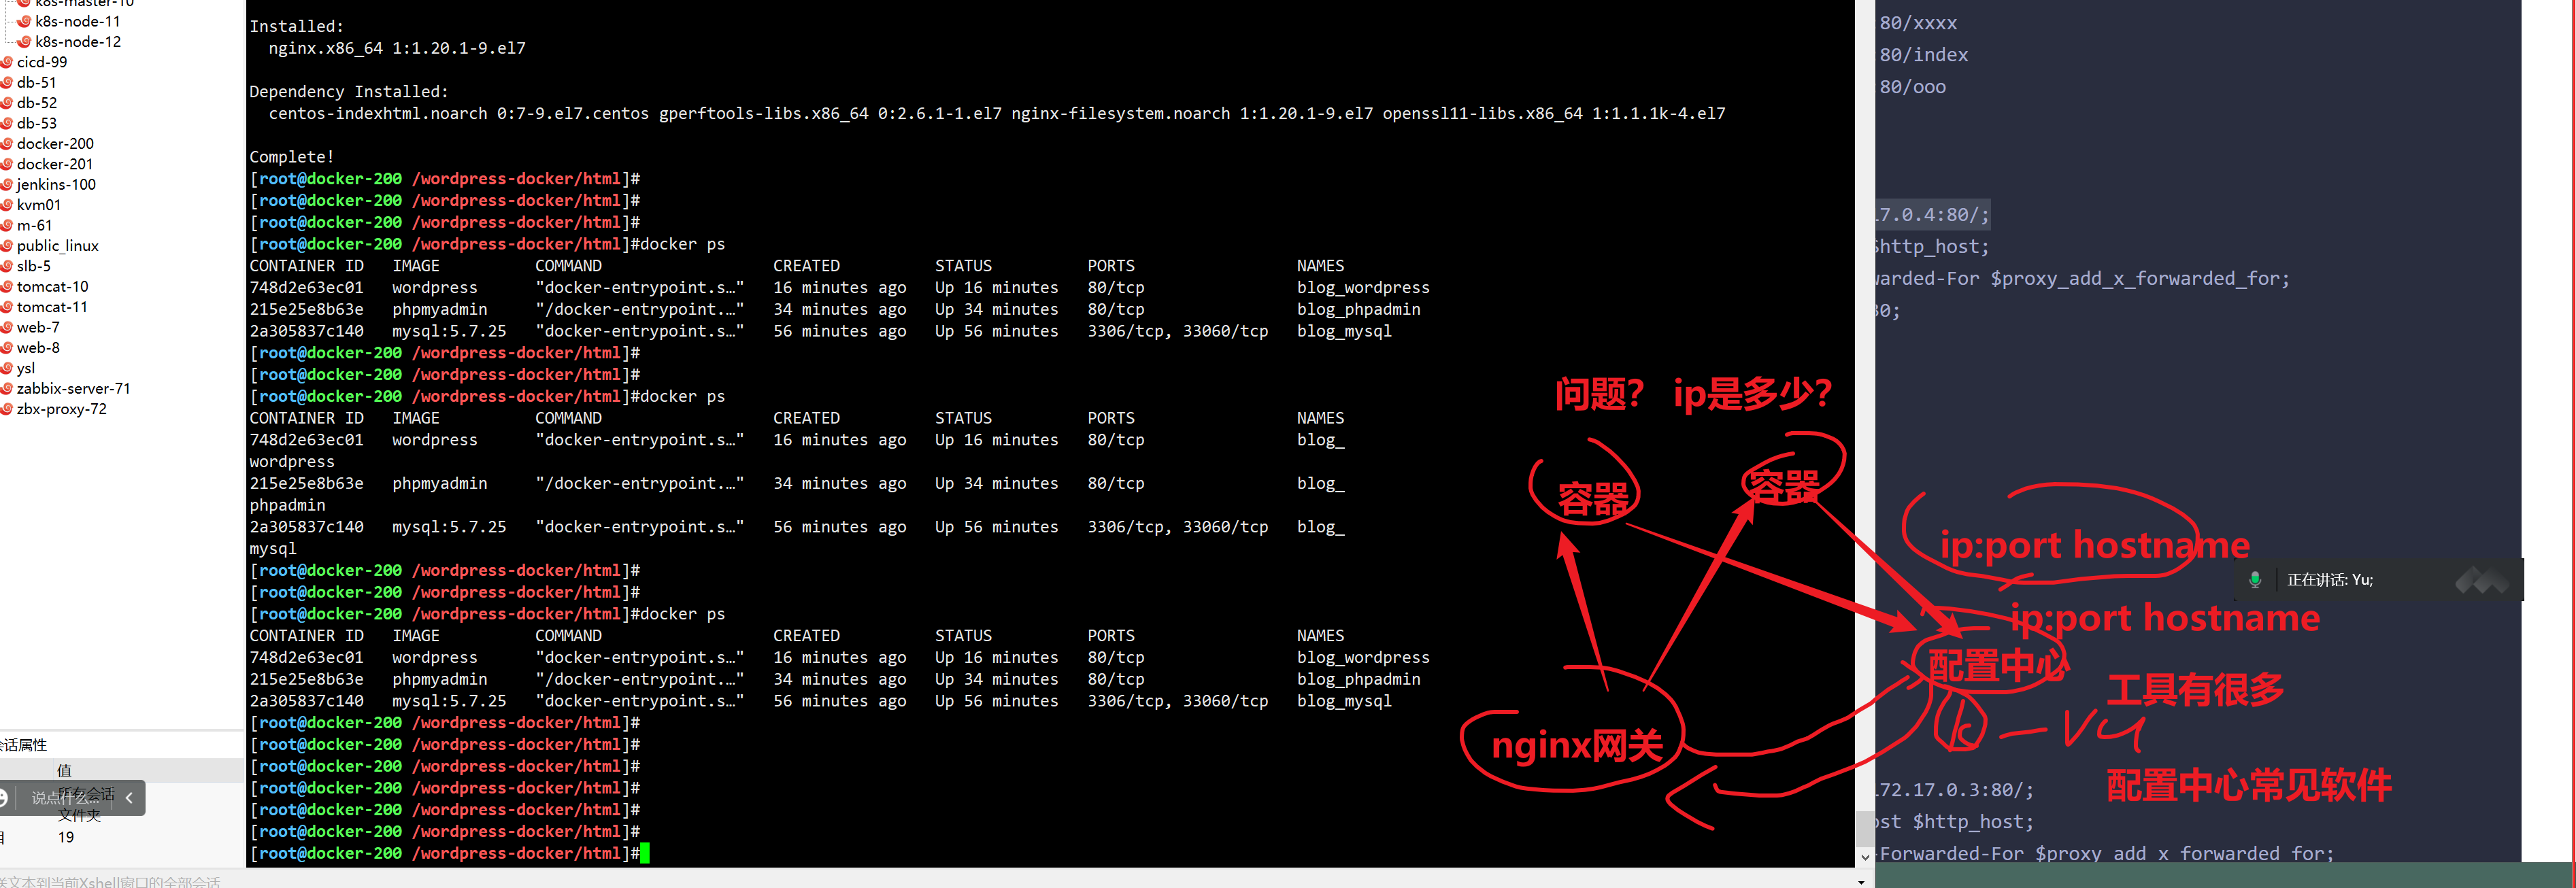 k8s-master-10
k8s-node-11
k8s-node-12
cicd-99
db-51
db-52
db-53
docker-200
docker-201
jenkins-100
kvm01
m-61
public_linux
slb-5
tomcat-10
tomcat-11
web-7
web-8
ysl
zabbix-server-71
zbx-proxy-72
会话属性
值
所有会话
说点什么...
文件夹
19
送文本到当前Xshell窗口的全部会话
Installed:
nginx.x86_64 1:1.20.1-9.el7
Dependency Installed:
centos-indexhtml.noarch 0:7-9.el7.centos gperftools-libs.x86_64 0:2.6.1-1.el7 nginx-filesystem.noarch 1:1.20.1-9.el7 openssl11-libs.x86_64 1:1.1.1k-4.el7
Complete!
[root@docker-200 /wordpress-docker/html]#
[root@docker-200 /wordpress-docker/html]#
[root@docker-200 /wordpress-docker/html]#
[root@docker-200 /wordpress-docker/html]#docker ps
CONTAINER ID IMAGE COMMAND CREATED STATUS PORTS NAMES
748d2e63ec01 wordpress "docker-entrypoint.s…" 16 minutes ago Up 16 minutes 80/tcp blog_wordpress
215e25e8b63e phpmyadmin "/docker-entrypoint.…" 34 minutes ago Up 34 minutes 80/tcp blog_phpadmin
2a305837c140 mysql:5.7.25 "docker-entrypoint.s…" 56 minutes ago Up 56 minutes 3306/tcp, 33060/tcp blog_mysql
[root@docker-200 /wordpress-docker/html]#
[root@docker-200 /wordpress-docker/html]#
[root@docker-200 /wordpress-docker/html]#docker ps
CONTAINER ID IMAGE COMMAND CREATED STATUS PORTS NAMES
748d2e63ec01 wordpress "docker-entrypoint.s…" 16 minutes ago Up 16 minutes 80/tcp blog_
wordpress
215e25e8b63e phpmyadmin "/docker-entrypoint.…" 34 minutes ago Up 34 minutes 80/tcp blog_
phpadmin
2a305837c140 mysql:5.7.25 "docker-entrypoint.s…" 56 minutes ago Up 56 minutes 3306/tcp, 33060/tcp blog_
mysql
[root@docker-200 /wordpress-docker/html]#
[root@docker-200 /wordpress-docker/html]#
[root@docker-200 /wordpress-docker/html]#docker ps
CONTAINER ID IMAGE COMMAND CREATED STATUS PORTS NAMES
748d2e63ec01 wordpress "docker-entrypoint.s…" 16 minutes ago Up 16 minutes 80/tcp blog_wordpress
215e25e8b63e phpmyadmin "/docker-entrypoint.…" 34 minutes ago Up 34 minutes 80/tcp blog_phpadmin
2a305837c140 mysql:5.7.25 "docker-entrypoint.s…" 56 minutes ago Up 56 minutes 3306/tcp, 33060/tcp blog_mysql
[root@docker-200 /wordpress-docker/html]#
[root@docker-200 /wordpress-docker/html]#
[root@docker-200 /wordpress-docker/html]#
[root@docker-200 /wordpress-docker/html]#
[root@docker-200 /wordpress-docker/html]#
[root@docker-200 /wordpress-docker/html]#
[root@docker-200 /wordpress-docker/html]#
问题? ip是多少?
容器
容器
nginx网关
80/xxxx
80/index
80/ooo
17.0.4:80/;
$http_host;
warded-For $proxy_add_x_forwarded_for;
30;
ip:port hostname
正在讲话: Yu;
ip:port hostname
配置中心
工具有很多
k-v
配置中心常见软件
172.17.0.3:80/;
ost $http_host;
-Forwarded-For $proxy_add_x_forwarded_for;